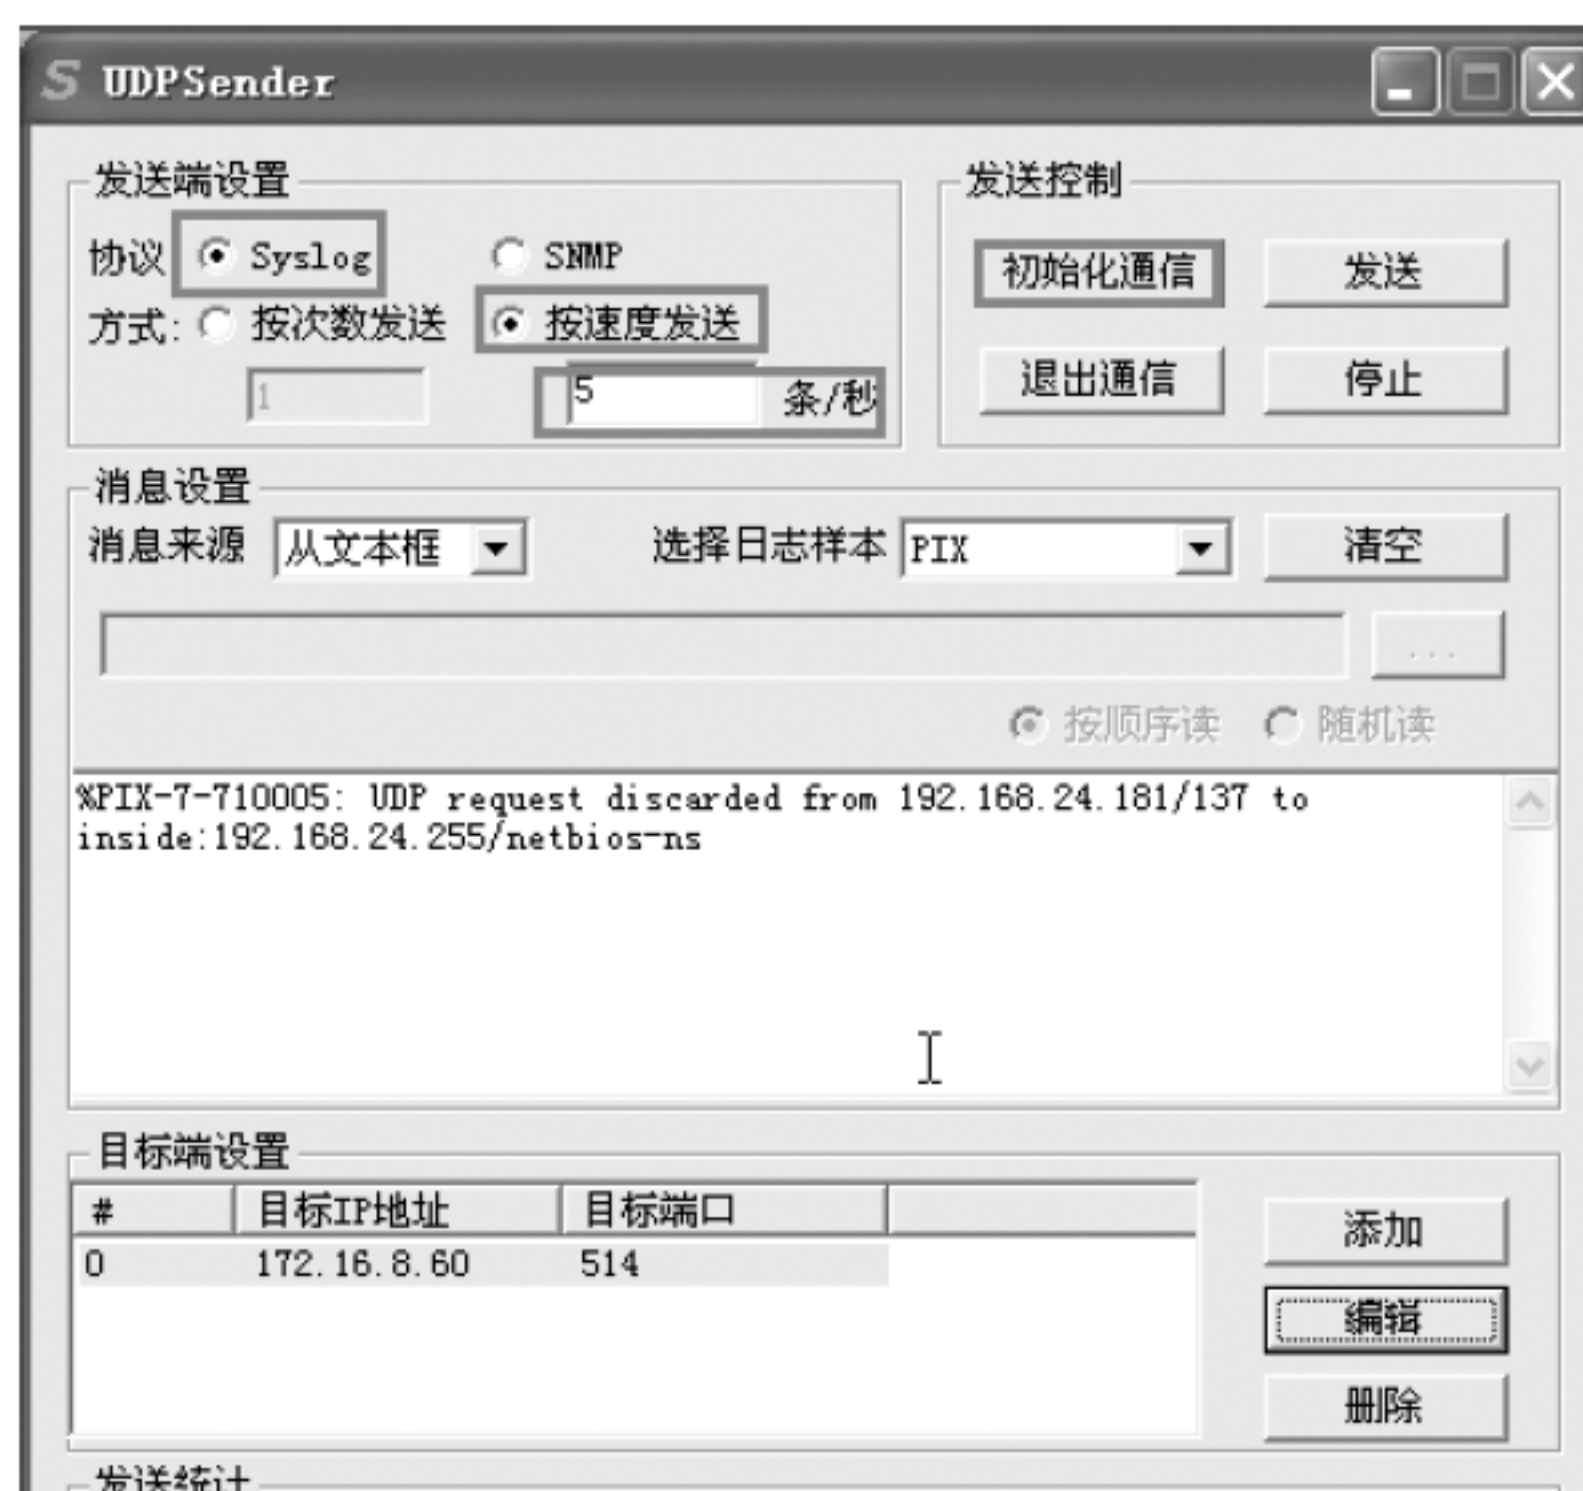 S UDPSender
发送端设置
协议 Syslog SNMP
方式: 按次数发送 按速度发送
1 5 条/秒
发送控制
初始化通信 发送
退出通信 停止
消息设置
消息来源 从文本框 选择日志样本 PIX 清空
...
按顺序读 随机读
%PIX-7-710005: UDP request discarded from 192.168.24.181/137 to
inside:192.168.24.255/netbios-ns
目标端设置
# 目标IP地址 目标端口
0 172.16.8.60 514
添加
编辑
删除
发送统计